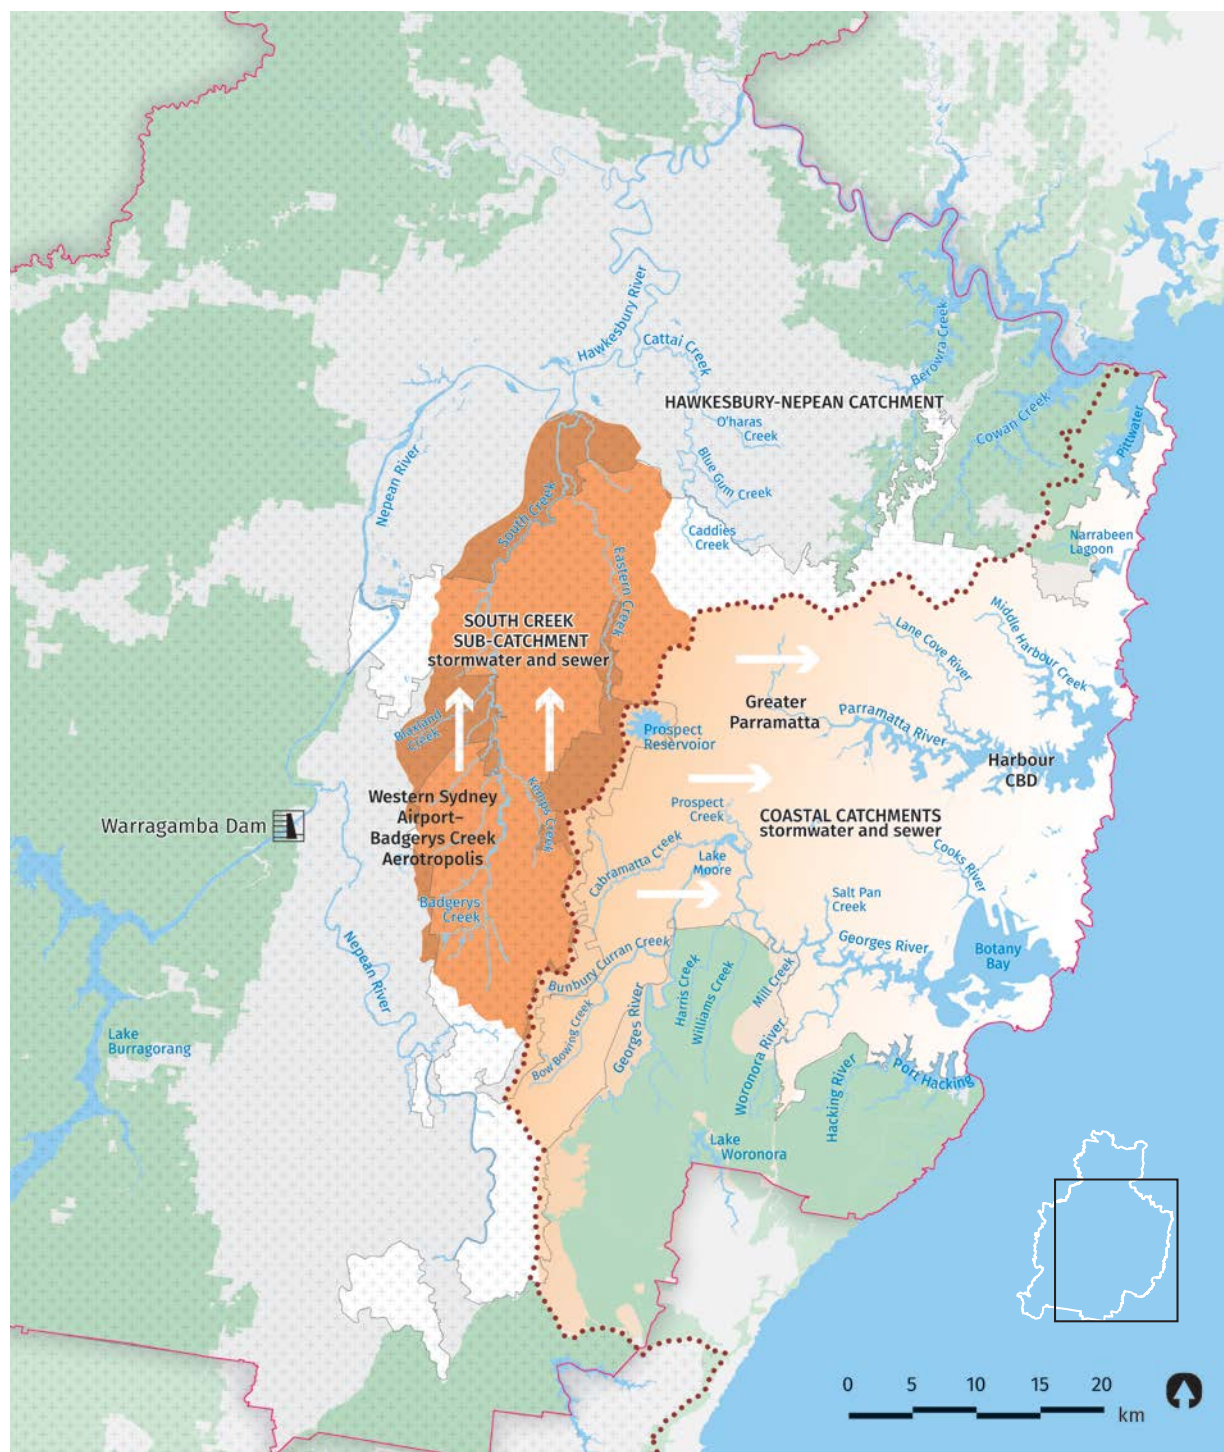 Hawkesbury River
Cattai Creek
Berowra Creek
HAWKESBURY-NEPEAN CATCHMENT
O'haras
Creek
Cowan Creek
Pittwater
Nepean River
Blue Gum Creek
South Creek
Caddies
Creek
Narrabeen
Lagoon
Eastern Creek
SOUTH CREEK
SUB-CATCHMENT
stormwater and sewer
Middle Harbour Creek
Lane Cove River
Greater
Parramatta
Parramatta River
Blaxland
Creek
Prospect
Reservoior
Harbour
CBD
Western Sydney
Airport–
Badgerys Creek
Aerotropolis
Kemps Creek
Prospect
Creek
COASTAL CATCHMENTS
stormwater and sewer
Warragamba Dam
Cabramatta Creek
Lake
Moore
Cooks River
Salt Pan
Creek
Badgerys
Creek
Georges River
Botany
Bay
Nepean River
Bunbury Curran Creek
Harris Creek
Williams Creek
Mill Creek
Lake
Burragorang
Bow Bowing Creek
Georges River
Woronora River
Hacking River
Port Hacking
Lake
Woronora
0 5 10 15 20
km